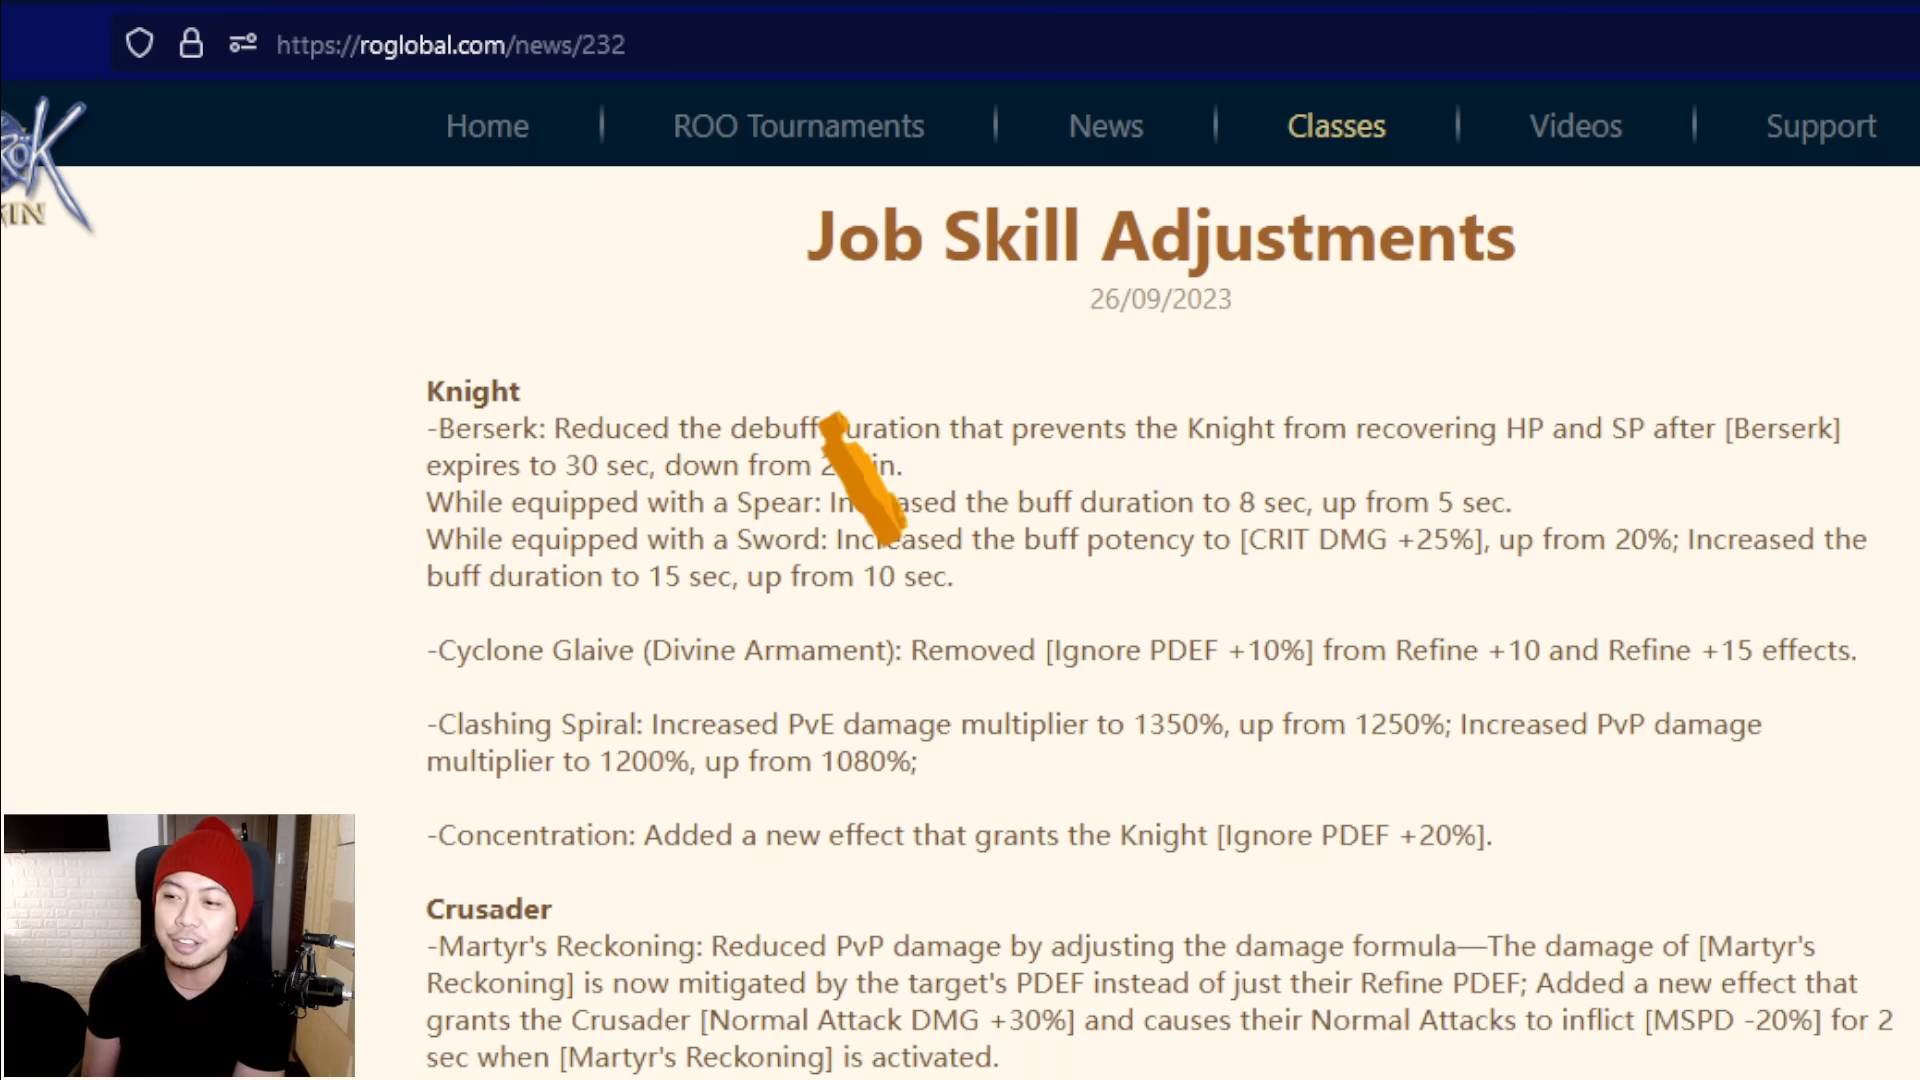 https://roglobal.com/news/232
RÖK
Home
ROO Tournaments
News
Classes
Videos
Support
Job Skill Adjustments
26/09/2023
Knight
-Berserk: Reduced the debuff duration that prevents the Knight from recovering HP and SP after [Berserk]
expires to 30 sec, down from 2 in.
While equipped with a Spear: Increased the buff duration to 8 sec, up from 5 sec.
While equipped with a Sword: Increased the buff potency to [CRIT DMG +25%], up from 20%; Increased the
buff duration to 15 sec, up from 10 sec.
-Cyclone Glaive (Divine Armament): Removed [Ignore PDEF +10%] from Refine +10 and Refine +15 effects.
-Clashing Spiral: Increased PvE damage multiplier to 1350%, up from 1250%; Increased PvP damage
multiplier to 1200%, up from 1080%;
-Concentration: Added a new effect that grants the Knight [Ignore PDEF +20%].
Crusader
-Martyr's Reckoning: Reduced PvP damage by adjusting the damage formula—The damage of [Martyr's
Reckoning] is now mitigated by the target's PDEF instead of just their Refine PDEF; Added a new effect that
grants the Crusader [Normal Attack DMG +30%] and causes their Normal Attacks to inflict [MSPD -20%] for 2
sec when [Martyr's Reckoning] is activated.